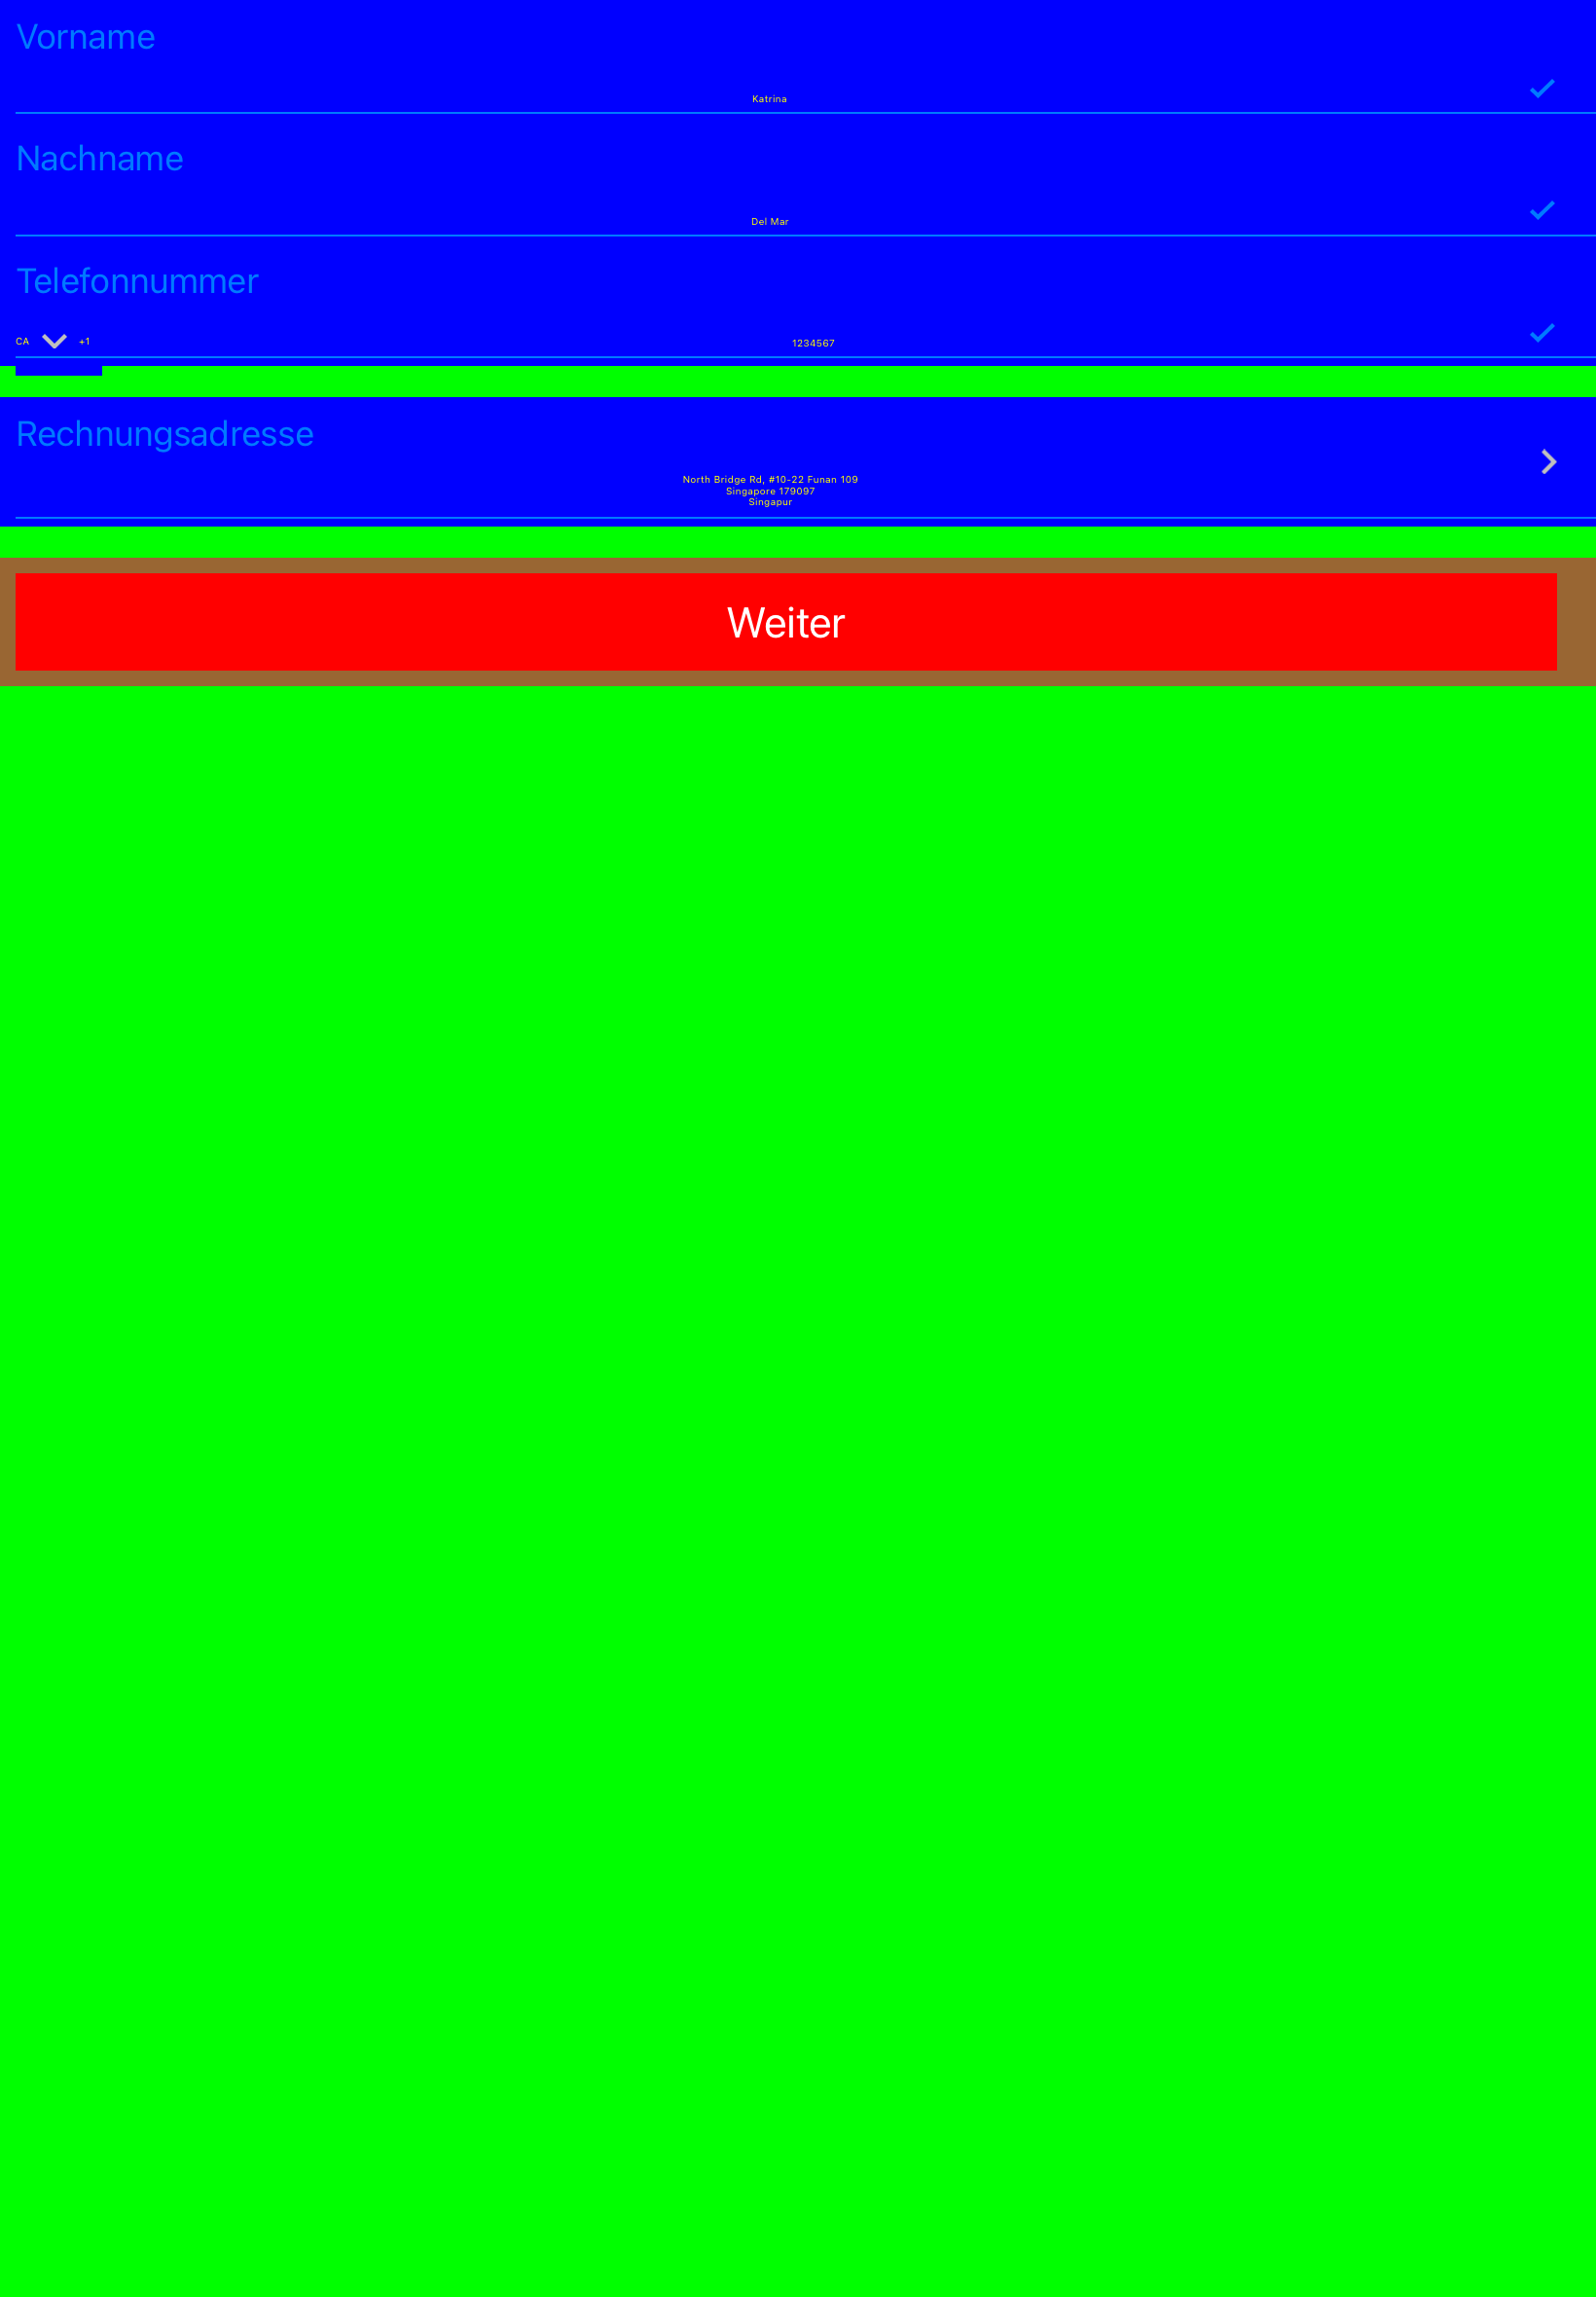 Vorname
Katrina
Nachname
Del Mar
Telefonnummer
CA +1 1234567
Rechnungsadresse
North Bridge Rd, #10-22 Funan 109
Singapore 179097
Singapur
Weiter